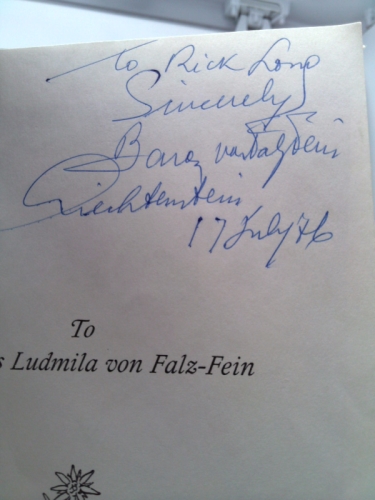 To Rick Long
Sincerely
Baron von Falz Fein
Liechtenstein
17 July 76
To
s Ludmila von Falz-Fein